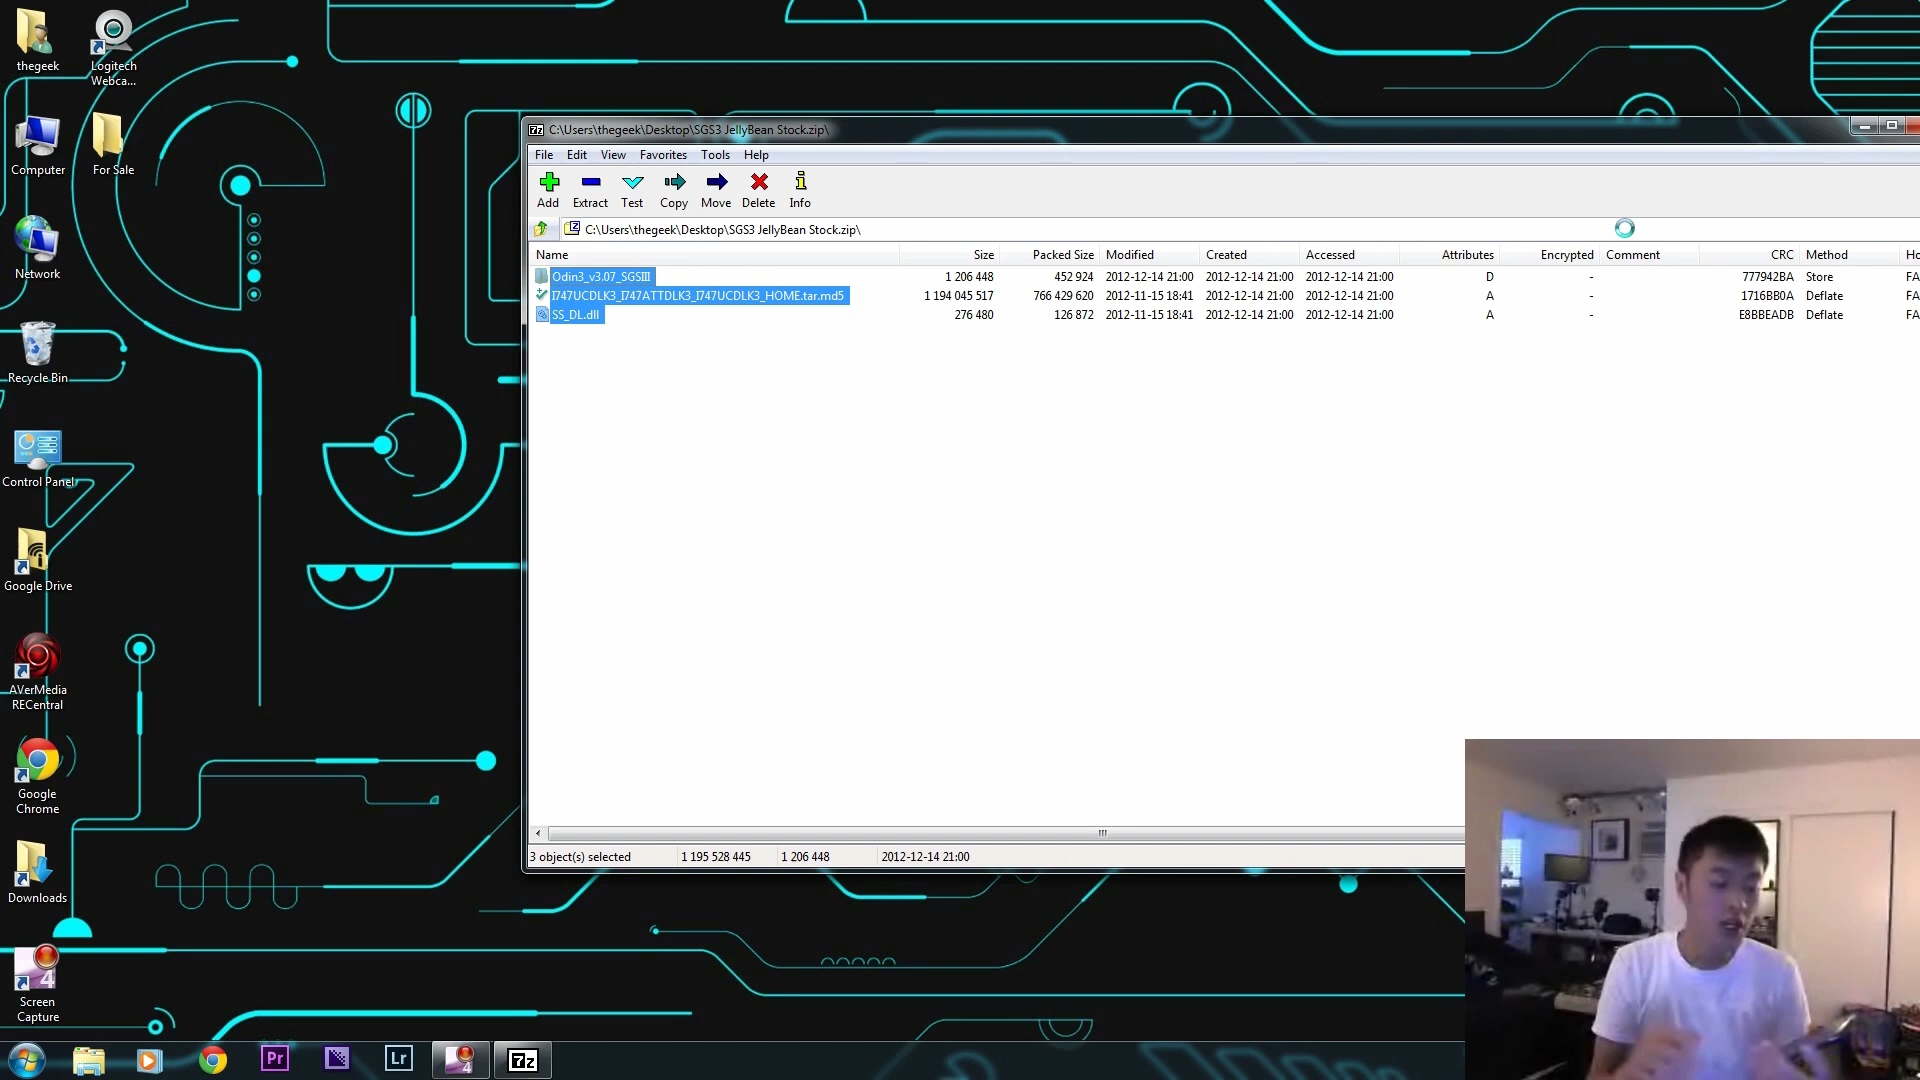 thegeek
Logitech
Webca...
Computer
For Sale
Network
Recycle Bin
Control Panel
Google Drive
AVerMedia
RECentral
Google
Chrome
Downloads
4
Screen
Capture
7z C:\Users\thegeek\Desktop\SGS3 JellyBean Stock.zip\
File Edit View Favorites Tools Help
Add Extract Test Copy Move Delete Info
C:\Users\thegeek\Desktop\SGS3 JellyBean Stock.zip\
Name Size Packed Size Modified Created Accessed Attributes Encrypted Comment CRC Method Ho
Odin3_v3.07_SGSIII 1 206 448 452 924 2012-12-14 21:00 2012-12-14 21:00 2012-12-14 21:00 D - 777942BA Store FA
I747UCDLK3_I747ATTDLK3_I747UCDLK3_HOME.tar.md5 1 194 045 517 766 429 620 2012-11-15 18:41 2012-12-14 21:00 2012-12-14 21:00 A - 1716BB0A Deflate FA
SS_DL.dll 276 480 126 872 2012-11-15 18:41 2012-12-14 21:00 2012-12-14 21:00 A - E8BBEADB Deflate FA
3 object(s) selected 1 195 528 445 1 206 448 2012-12-14 21:00
Pr Lr 4 7z